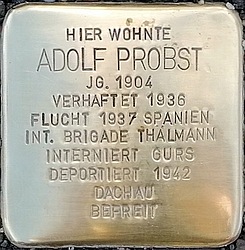 HIER WOHNTE
ADOLF PROBST
JG. 1904
VERHAFTET 1936
FLUCHT 1937 SPANIEN
INT. BRIGADE THÄLMANN
INTERNIERT GURS
DEPORTIERT 1942
DACHAU
BEFREIT